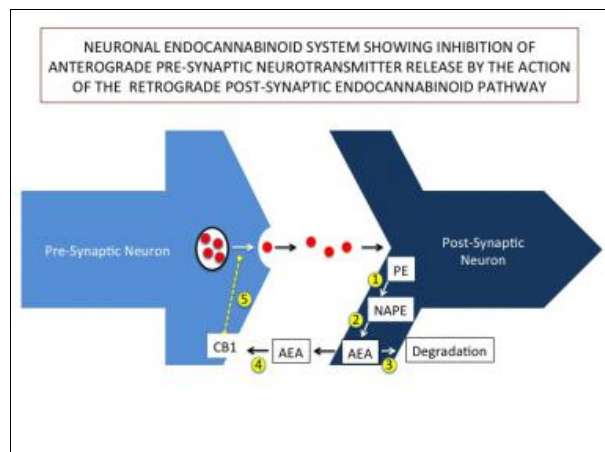 NEURONAL ENDOCANNABINOID SYSTEM SHOWING INHIBITION OF
ANTEROGRADE PRE-SYNAPTIC NEUROTRANSMITTER RELEASE BY THE ACTION
OF THE RETROGRADE POST-SYNAPTIC ENDOCANNABINOID PATHWAY
Pre-Synaptic Neuron
Post-Synaptic
Neuron
1
PE
5
2
NAPE
CB1
AEA
AEA
Degradation
4
3